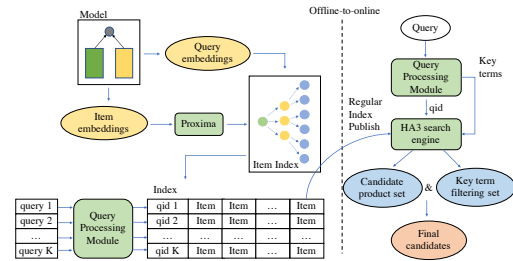 Model
Offline-to-online
Query
embeddings
Item
embeddings
Proxima
Item Index
Query
Query
Processing
Module
Key
terms
qid
Regular
Index
Publish
HA3 search
engine
Candidate
product set
&
Key term
filtering set
Final
candidates
Index
query 1
query 2
...
query K
Query
Processing
Module
qid 1 Item Item ... Item
qid 2 Item Item ... Item
... ... ... ... ...
qid K Item Item ... Item